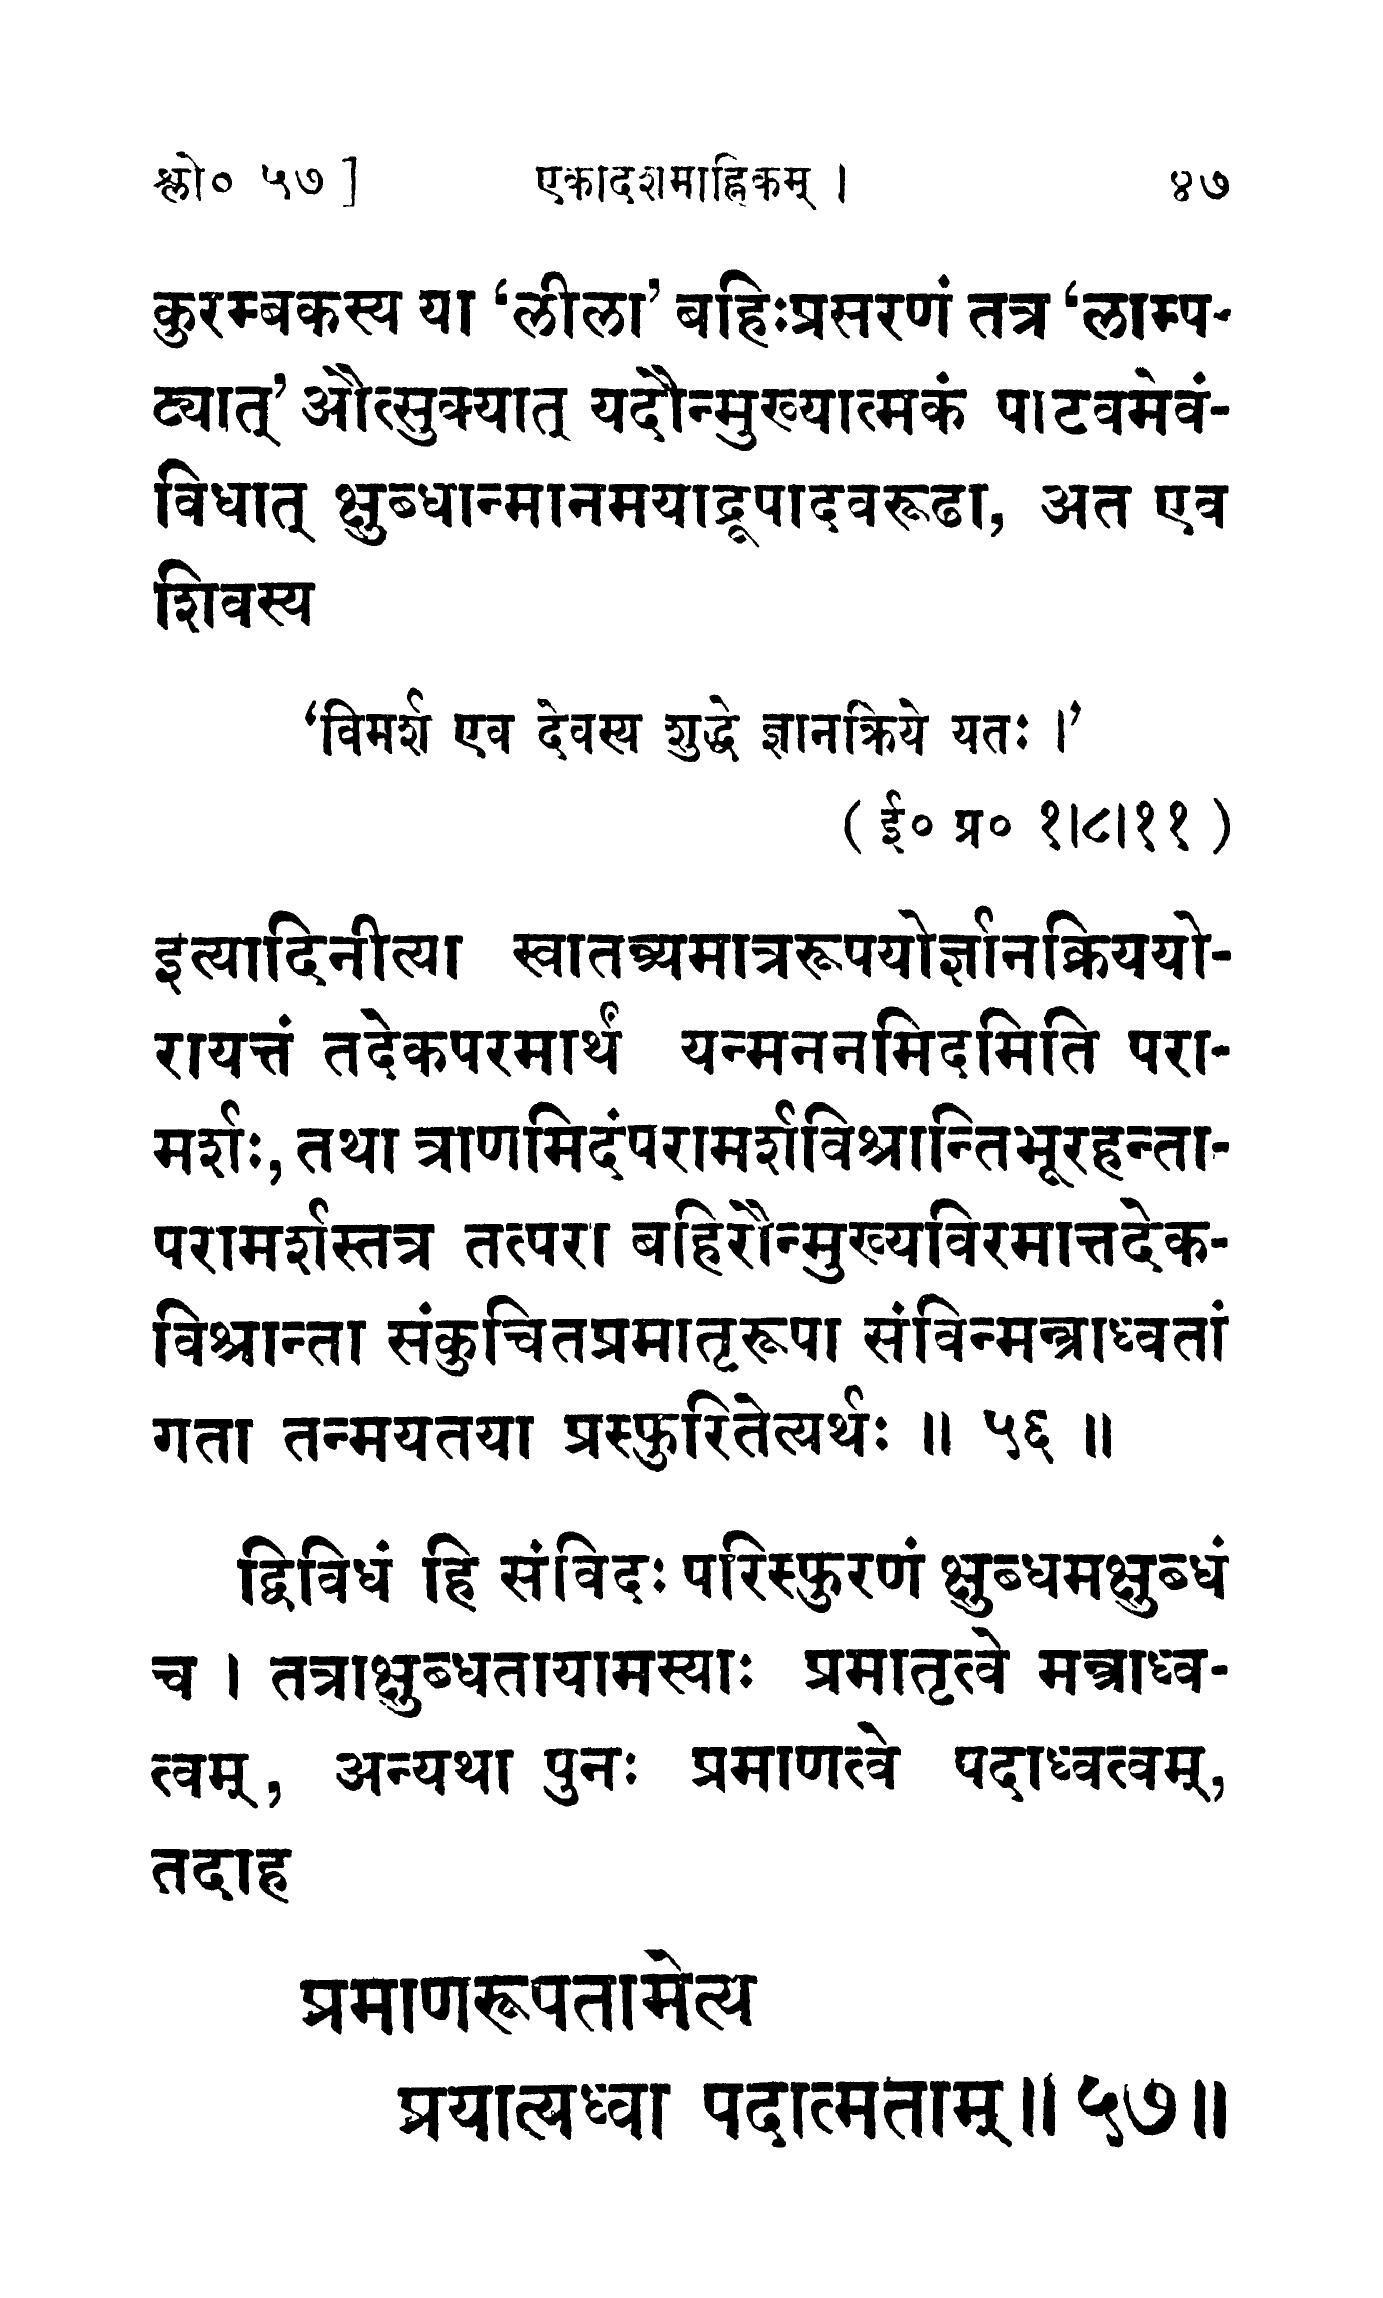 श्लो० ५७ ] एकादशमाह्निकम् । ४७
कुरम्बकस्य या ‘लीला’ बहिःप्रसरणं तत्र ‘लाम्प-
ट्यात्’ औत्सुक्यात् यदौन्मुख्यात्मकं पाटवमेवं-
विधात् क्षुब्धान्मानमयाद्रूपादवरूढा, अत एव
शिवस्य
‘विमर्श एव देवस्य शुद्धे ज्ञानक्रिये यतः ।’
( ई० प्र० १।८।११ )
इत्यादिनीत्या स्वातन्त्र्यमात्ररूपयोर्ज्ञानक्रिययो-
रायत्तं तदेकपरमार्थं यन्मननमिदमिति परा-
मर्शः, तथा त्राणमिदंपरामर्शविश्रान्तिभूरहन्ता-
परामर्शस्तत्र तत्परा बहिरौन्मुख्यविरमात्तदेक-
विश्रान्ता संकुचितप्रमातृरूपा संविन्मन्त्राध्वतां
गता तन्मयतया प्रस्फुरितेत्यर्थः ॥ ५६ ॥
द्विविधं हि संविदः परिस्फुरणं क्षुब्धमक्षुब्धं
च । तत्राक्षुब्धतायामस्याः प्रमातृत्वे मन्त्राध्व-
त्वम्, अन्यथा पुनः प्रमाणत्वे पदाध्वत्वम्,
तदाह
प्रमाणरूपतामेत्य
प्रयात्यध्वा पदात्मताम् ॥ ५७ ॥